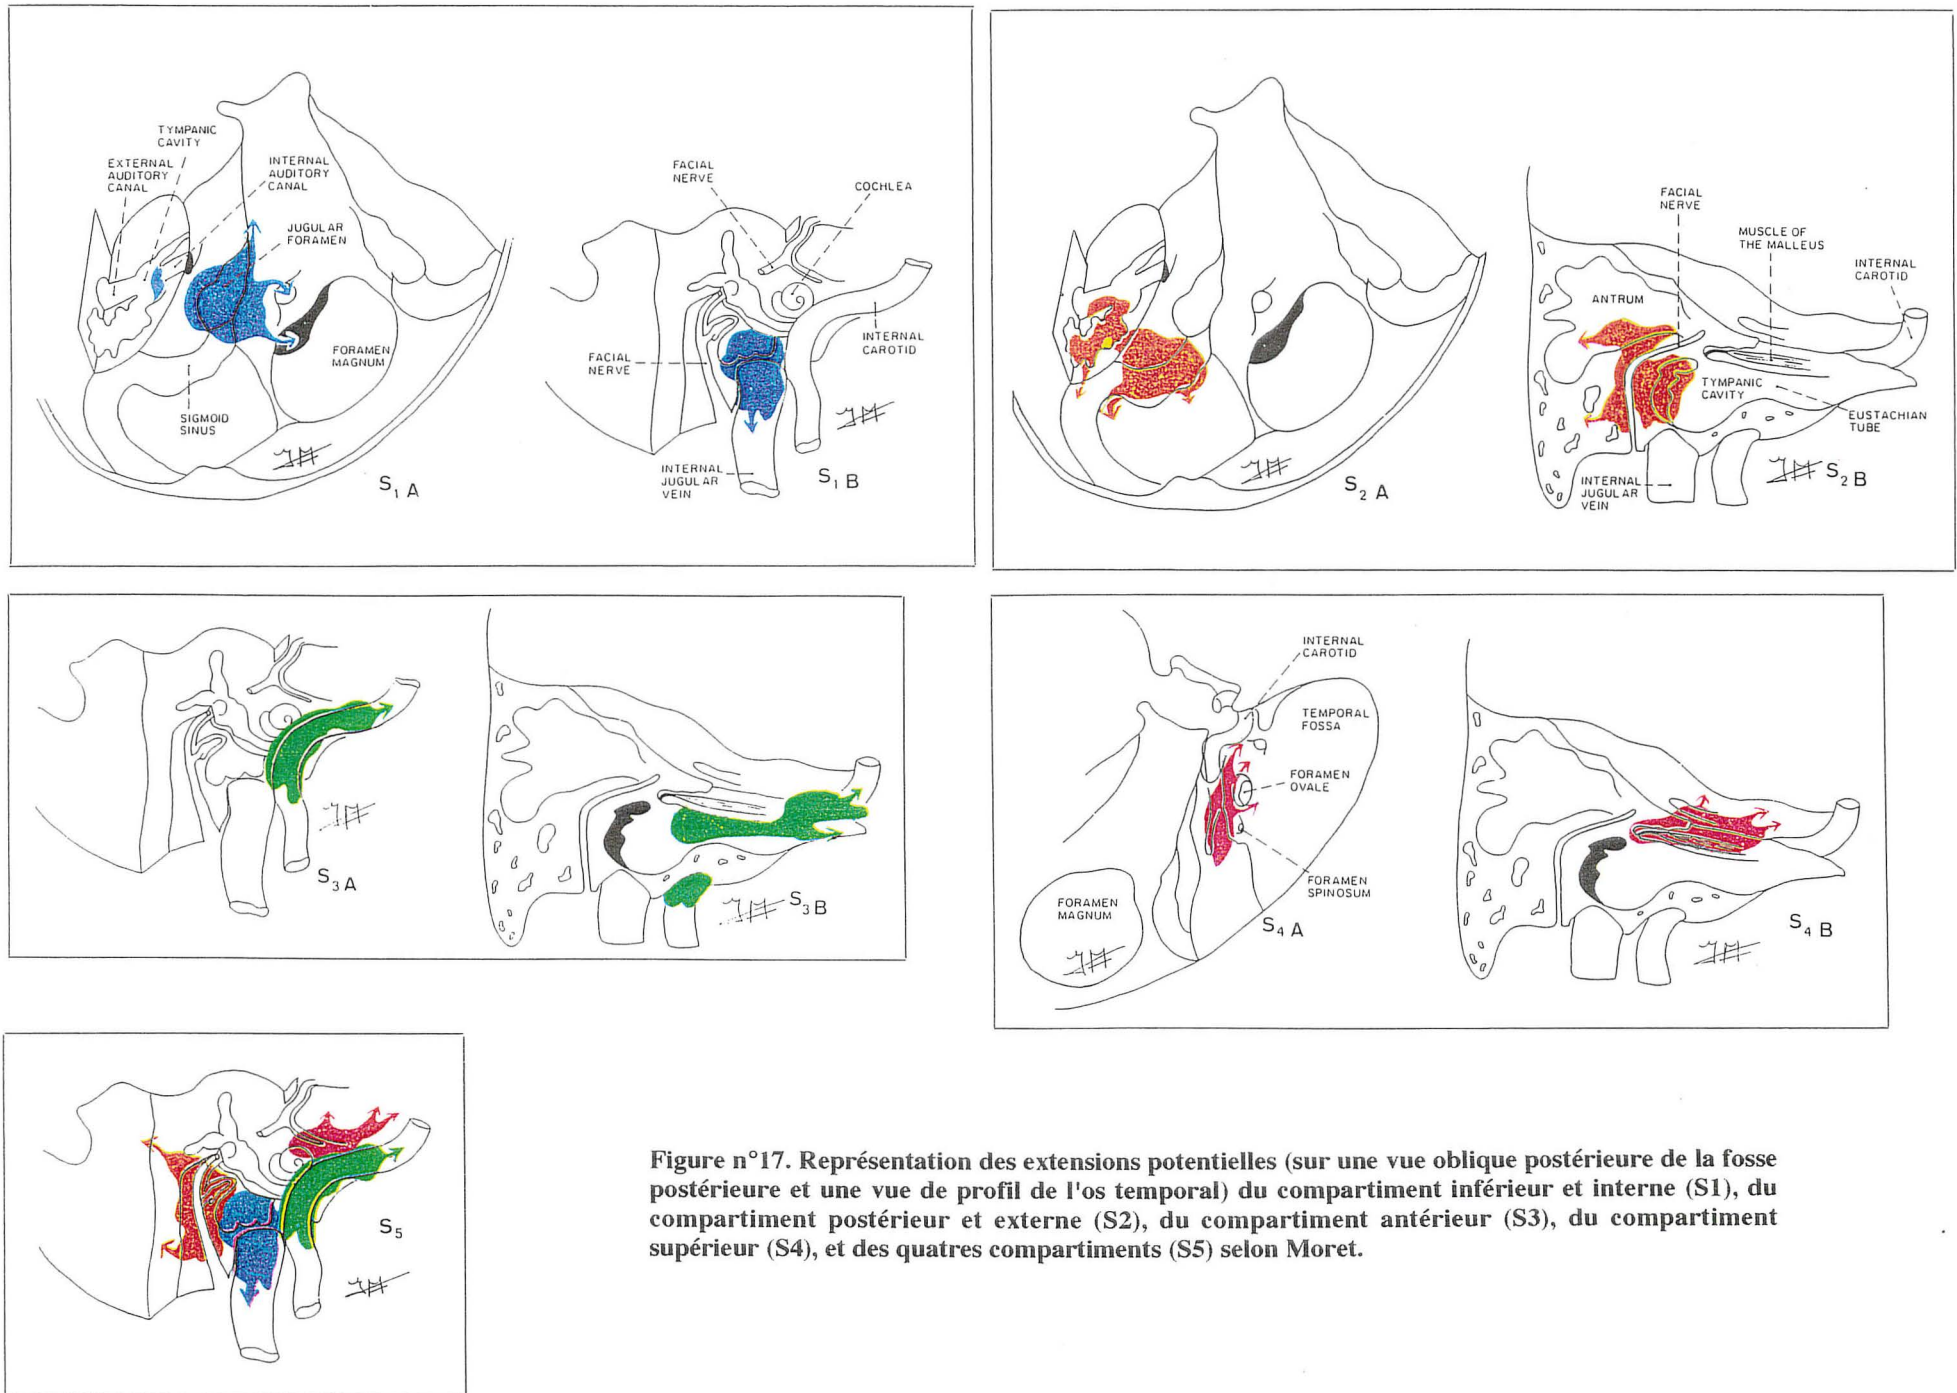 TYMPANIC
CAVITY
EXTERNAL
AUDITORY
CANAL
INTERNAL
AUDITORY
CANAL
JUGULAR
FORAMEN
FORAMEN
MAGNUM
SIGMOID
SINUS
S1 A
FACIAL
NERVE
COCHLEA
INTERNAL
CAROTID
FACIAL
NERVE
INTERNAL
JUGULAR
VEIN
S1 B
S2 A
FACIAL
NERVE
MUSCLE OF
THE MALLEUS
INTERNAL
CAROTID
ANTRUM
TYMPANIC
CAVITY
EUSTACHIAN
TUBE
INTERNAL
JUGULAR
VEIN
S2 B
S3 A
S3 B
INTERNAL
CAROTID
TEMPORAL
FOSSA
FORAMEN
OVALE
FORAMEN
SPINOSUM
FORAMEN
MAGNUM
S4 A
S4 B
S5
Figure n°17. Représentation des extensions potentielles (sur une vue oblique postérieure de la fosse
postérieure et une vue de profil de l'os temporal) du compartiment inférieur et interne (S1), du
compartiment postérieur et externe (S2), du compartiment antérieur (S3), du compartiment
supérieur (S4), et des quatres compartiments (S5) selon Moret.